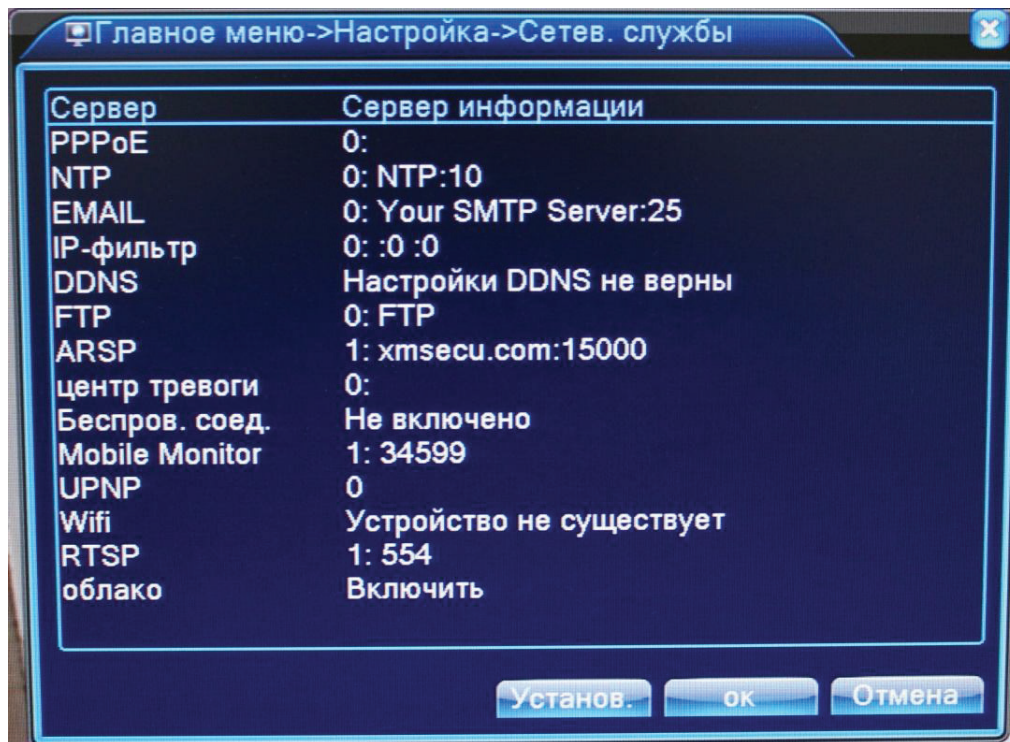 Главное меню->Настройка->Сетев. службы
Сервер Сервер информации
PPPoE 0:
NTP 0: NTP:10
EMAIL 0: Your SMTP Server:25
IP-фильтр 0: :0 :0
DDNS Настройки DDNS не верны
FTP 0: FTP
ARSP 1: xmsecu.com:15000
центр тревоги 0:
Беспров. соед. Не включено
Mobile Monitor 1: 34599
UPNP 0
Wifi Устройство не существует
RTSP 1: 554
облако Включить
Установ. ок Отмена